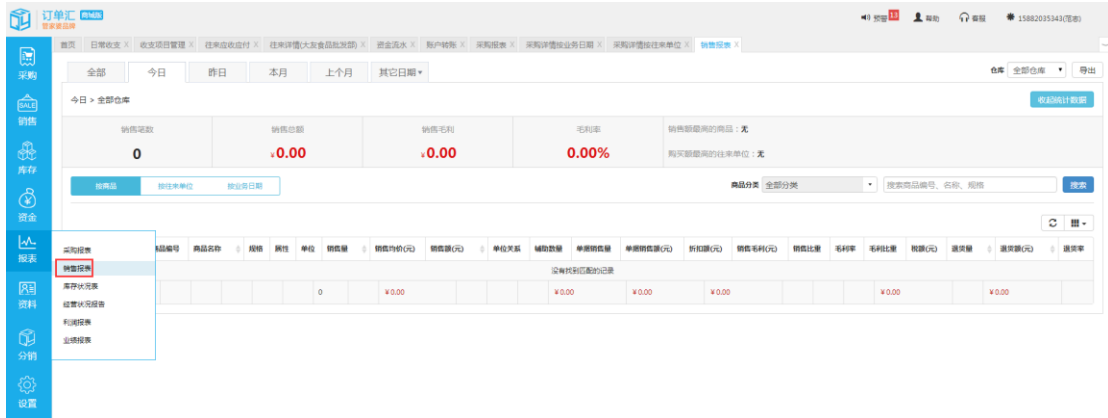 订单汇 商城版
管家婆品牌
预警 13 帮助 客服 15882035343(范志)
首页 日常收支 X 收支项目管理 X 往来应收应付 X 往来详情(大友食品批发部) X 资金流水 X 账户转账 X 采购报表 X 采购详情按业务日期 X 采购详情按往来单位 X 销售报表 X
采购
销售
库存
资金
报表
资料
分销
设置
全部 今日 昨日 本月 上个月 其它日期 仓库 全部仓库 导出
今日 > 全部仓库 收起统计数据
销售笔数 销售总额 销售毛利 毛利率 销售额最高的商品：无
0 ¥0.00 ¥0.00 0.00% 购买额最高的往来单位：无
按商品 按往来单位 按业务日期 商品分类 全部分类 搜索商品编号、名称、规格 搜索
商品编号 商品名称 规格 属性 单位 销售量 销售均价(元) 销售额(元) 单位关系 辅助数量 单据销售量 单据销售额(元) 折扣额(元) 销售毛利(元) 销售比重 毛利率 毛利比重 税额(元) 退货量 退货额(元) 退货率
没有找到匹配的记录
0 ¥0.00 ¥0.00 ¥0.00 ¥0.00 ¥0.00 ¥0.00
采购报表
销售报表
库存状况表
经营状况报告
利润报表
业绩报表
SALE